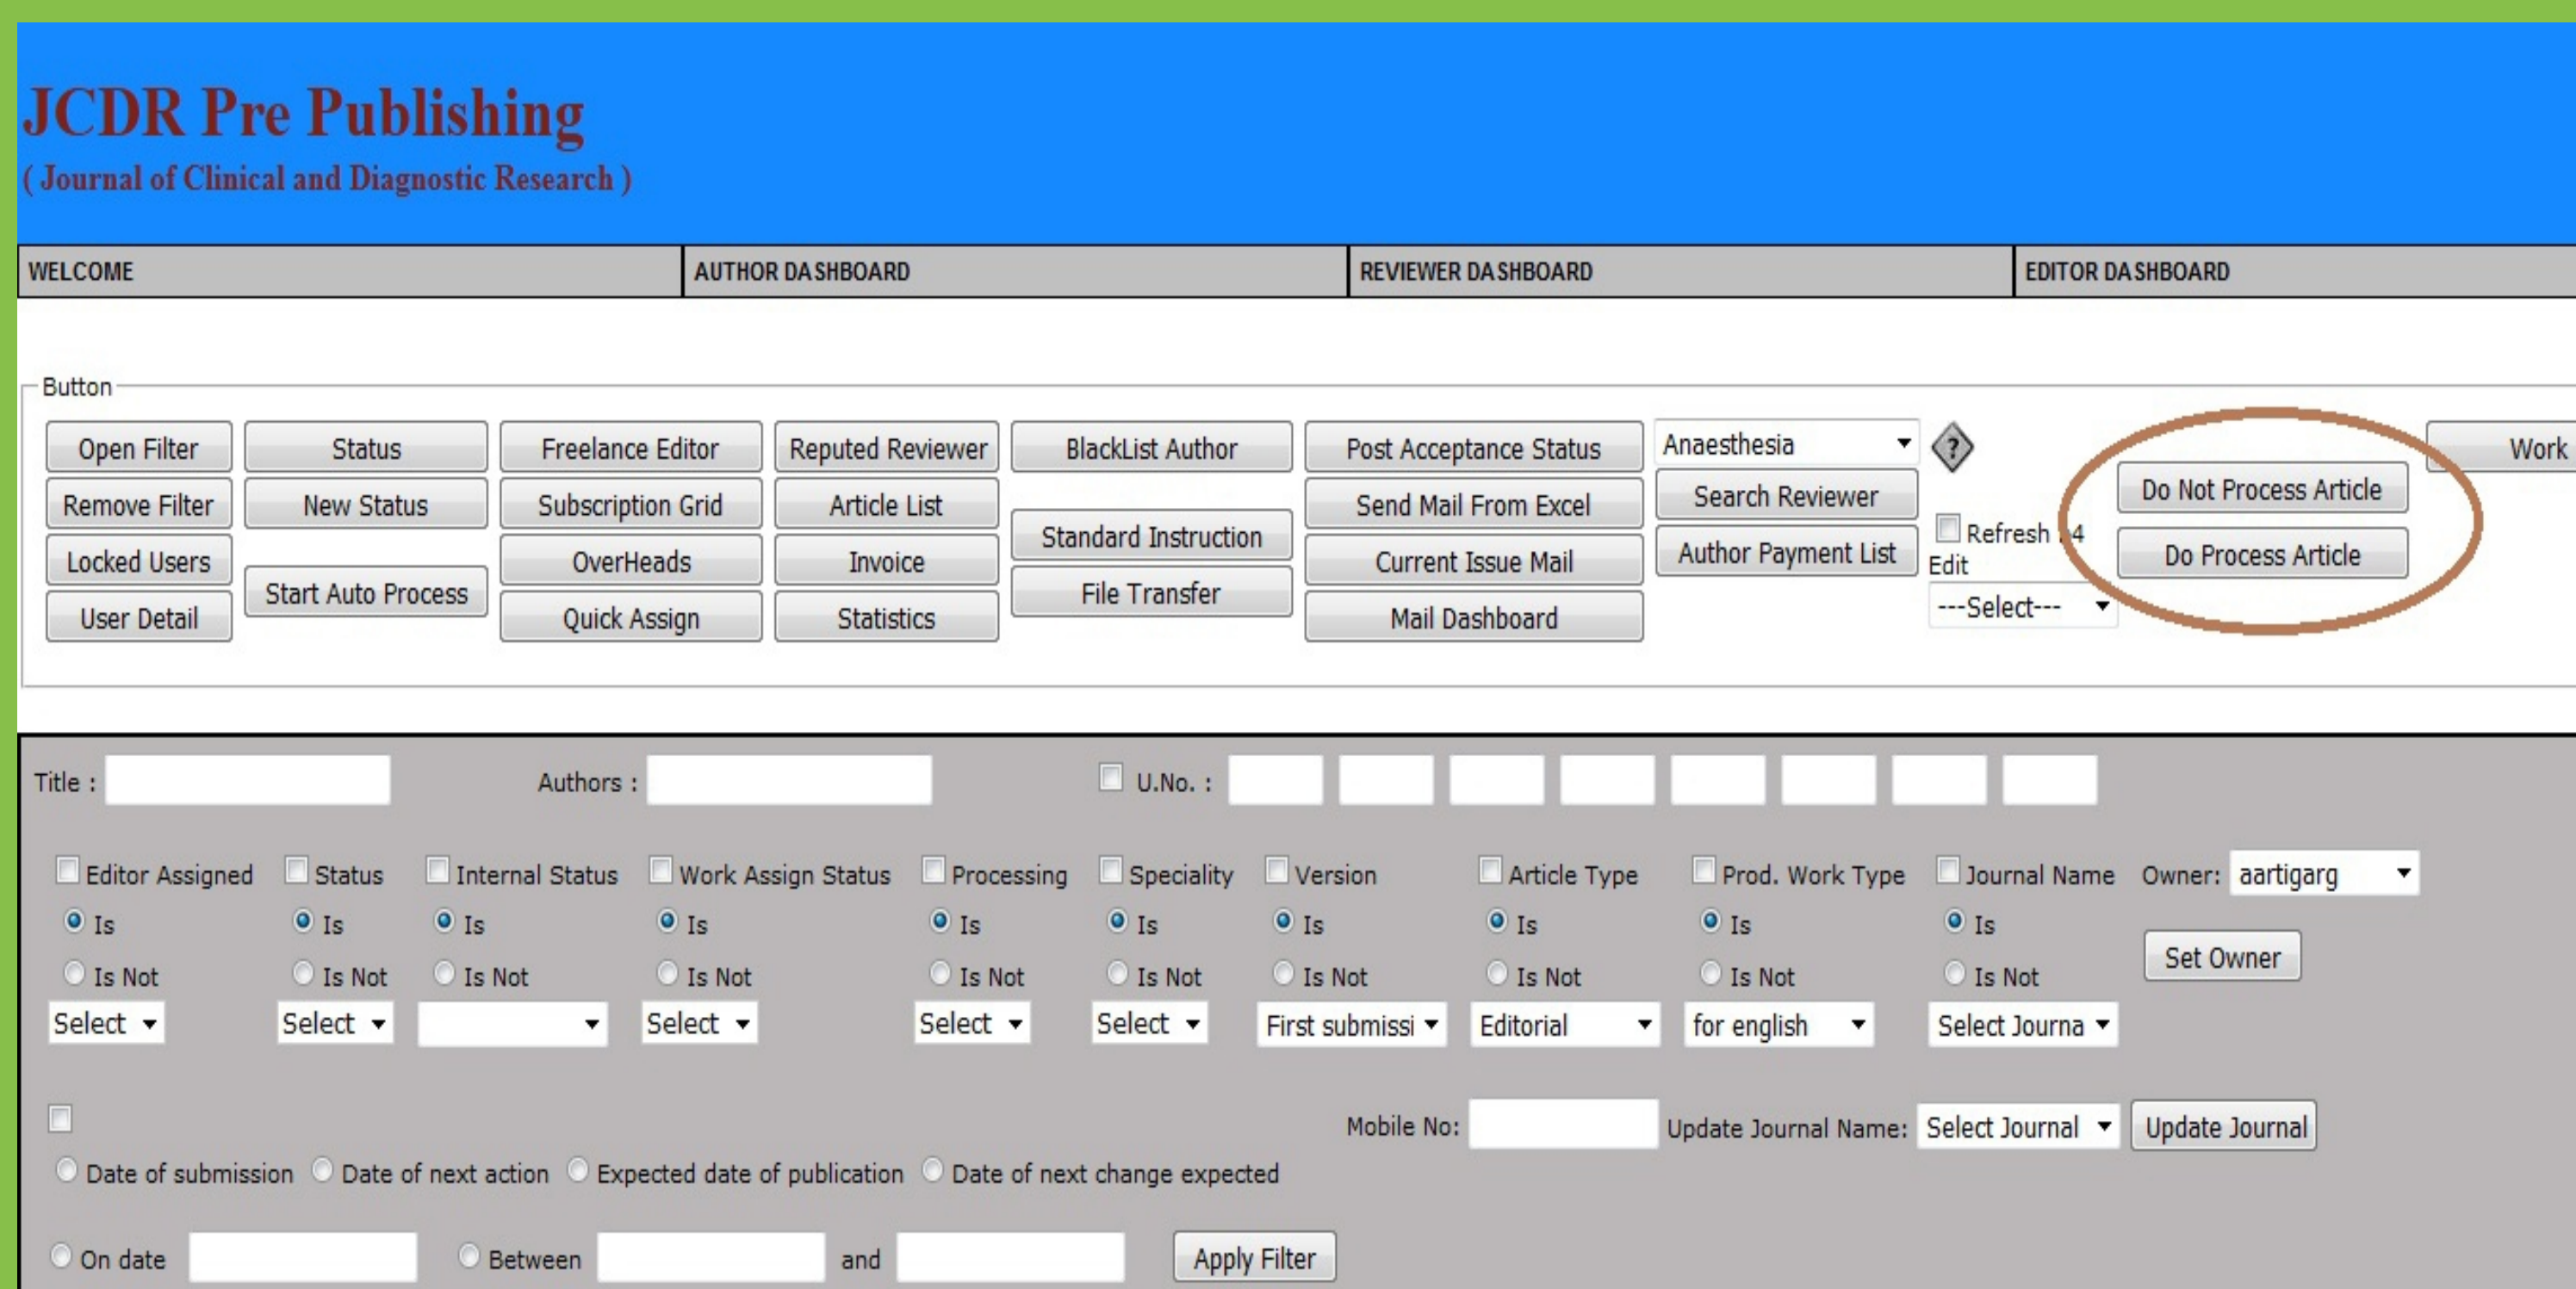 JCDR Pre Publishing
( Journal of Clinical and Diagnostic Research )
WELCOME AUTHOR DASHBOARD REVIEWER DASHBOARD EDITOR DASHBOARD
Button
Open Filter Status Freelance Editor Reputed Reviewer BlackList Author Post Acceptance Status Anaesthesia ? Work
Remove Filter New Status Subscription Grid Article List Send Mail From Excel Search Reviewer Do Not Process Article
Locked Users OverHeads Invoice Standard Instruction Current Issue Mail Author Payment List Refresh Edit Do Process Article
User Detail Start Auto Process Quick Assign Statistics File Transfer Mail Dashboard ---Select---
Title : Authors : U.No. :
Editor Assigned Status Internal Status Work Assign Status Processing Speciality Version Article Type Prod. Work Type Journal Name Owner: aartigarg
Is Is Is Is Is Is Is Is Is Is
Is Not Is Not Is Not Is Not Is Not Is Not Is Not Is Not Is Not Is Not Set Owner
Select Select Select Select Select First submissi Editorial for english Select Journa
Mobile No: Update Journal Name: Select Journal Update Journal
Date of submission Date of next action Expected date of publication Date of next change expected
On date Between and Apply Filter